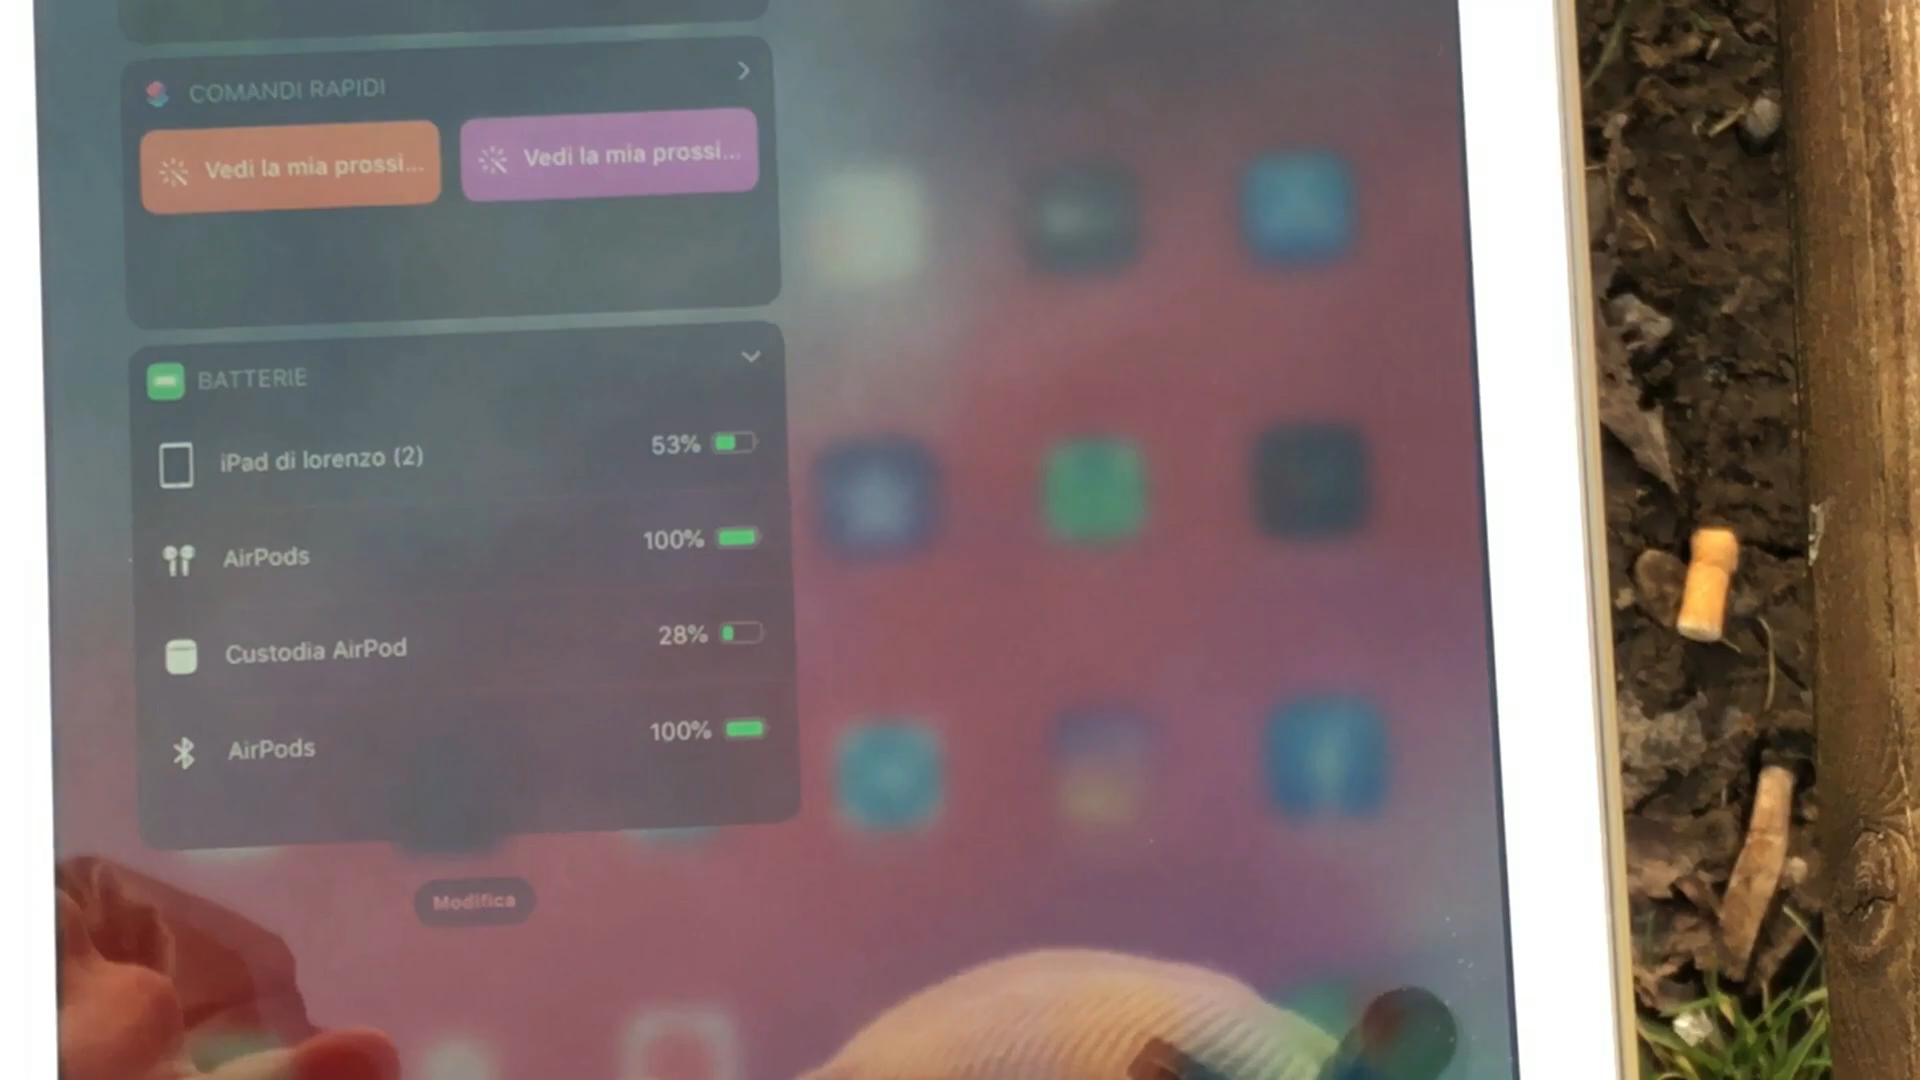 COMANDI RAPIDI
Vedi la mia prossi...
Vedi la mia prossi...
BATTERIE
iPad di lorenzo (2) 53%
AirPods 100%
Custodia AirPod 28%
AirPods 100%
Modifica